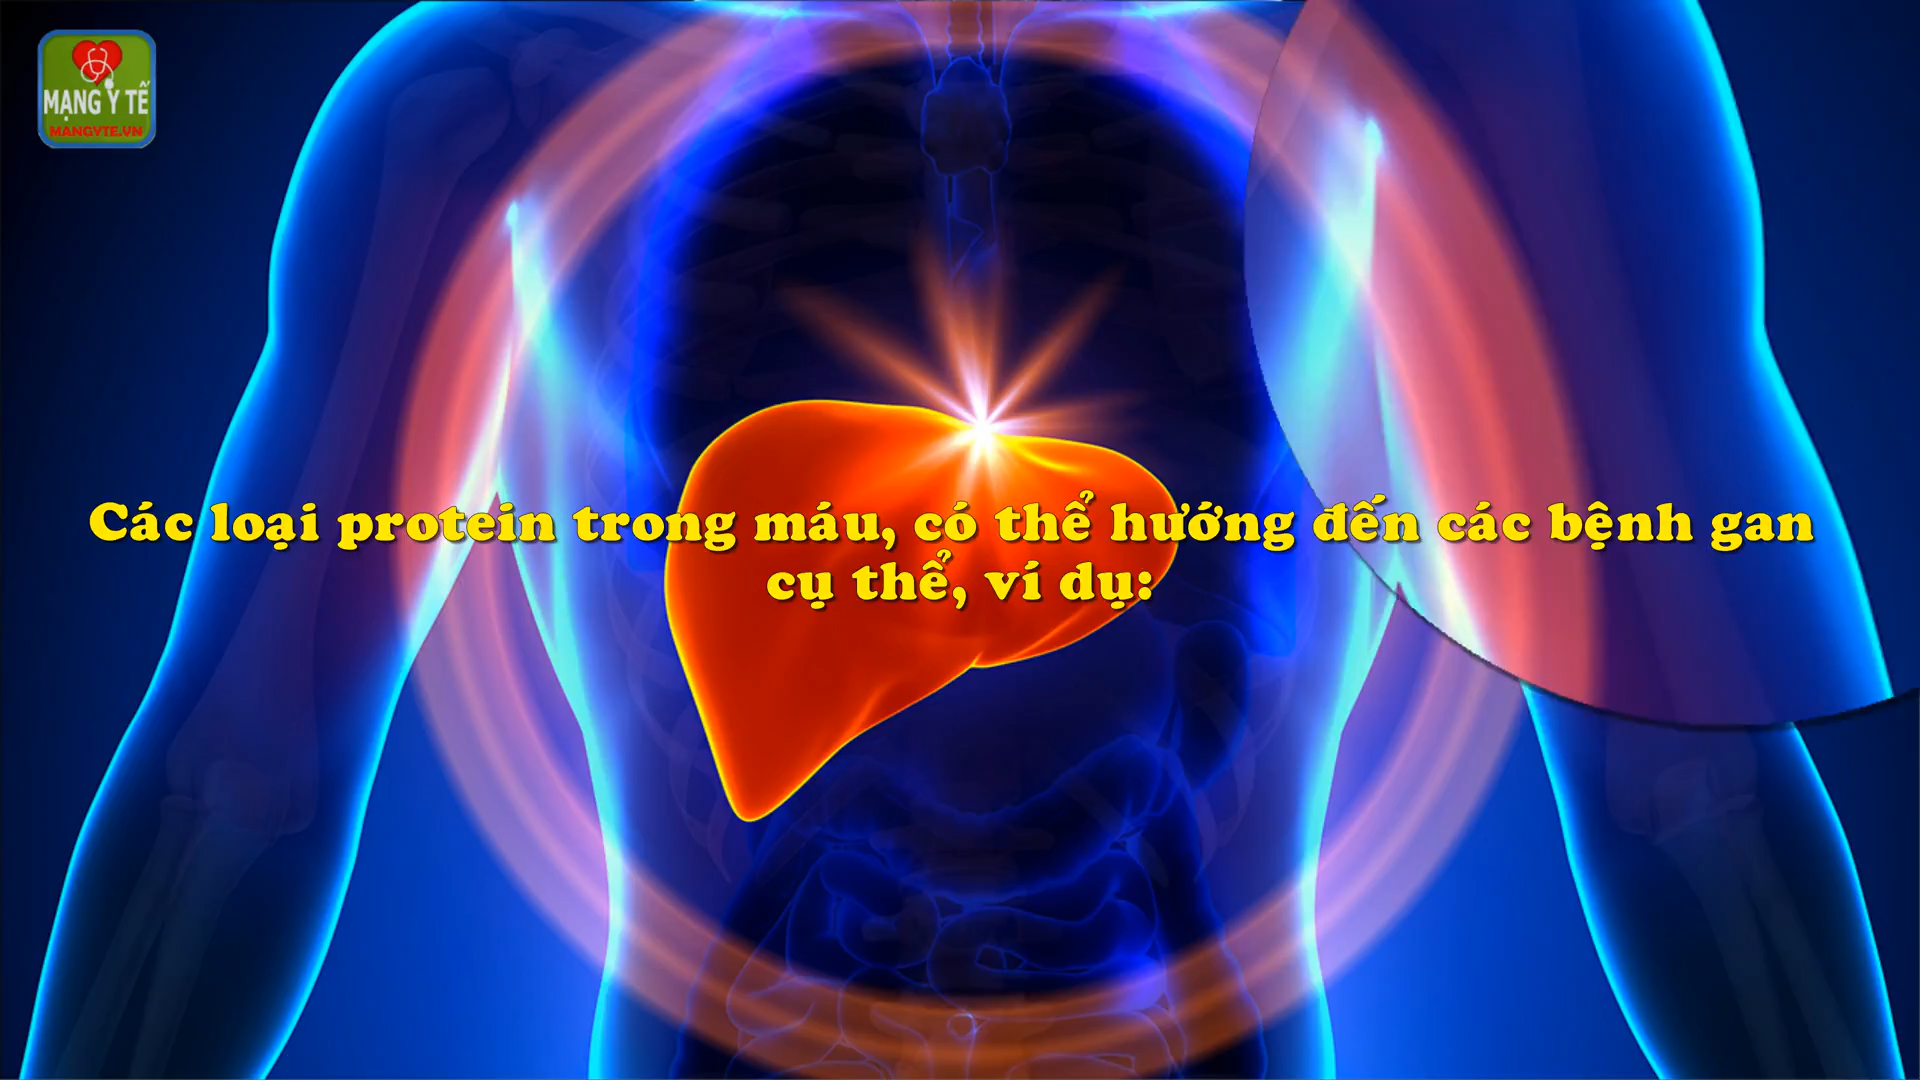 MẠNG Y TẾ
MANGYTE.VN
Các loại protein trong máu, có thể hướng đến các bệnh gan
cụ thể, ví dụ: